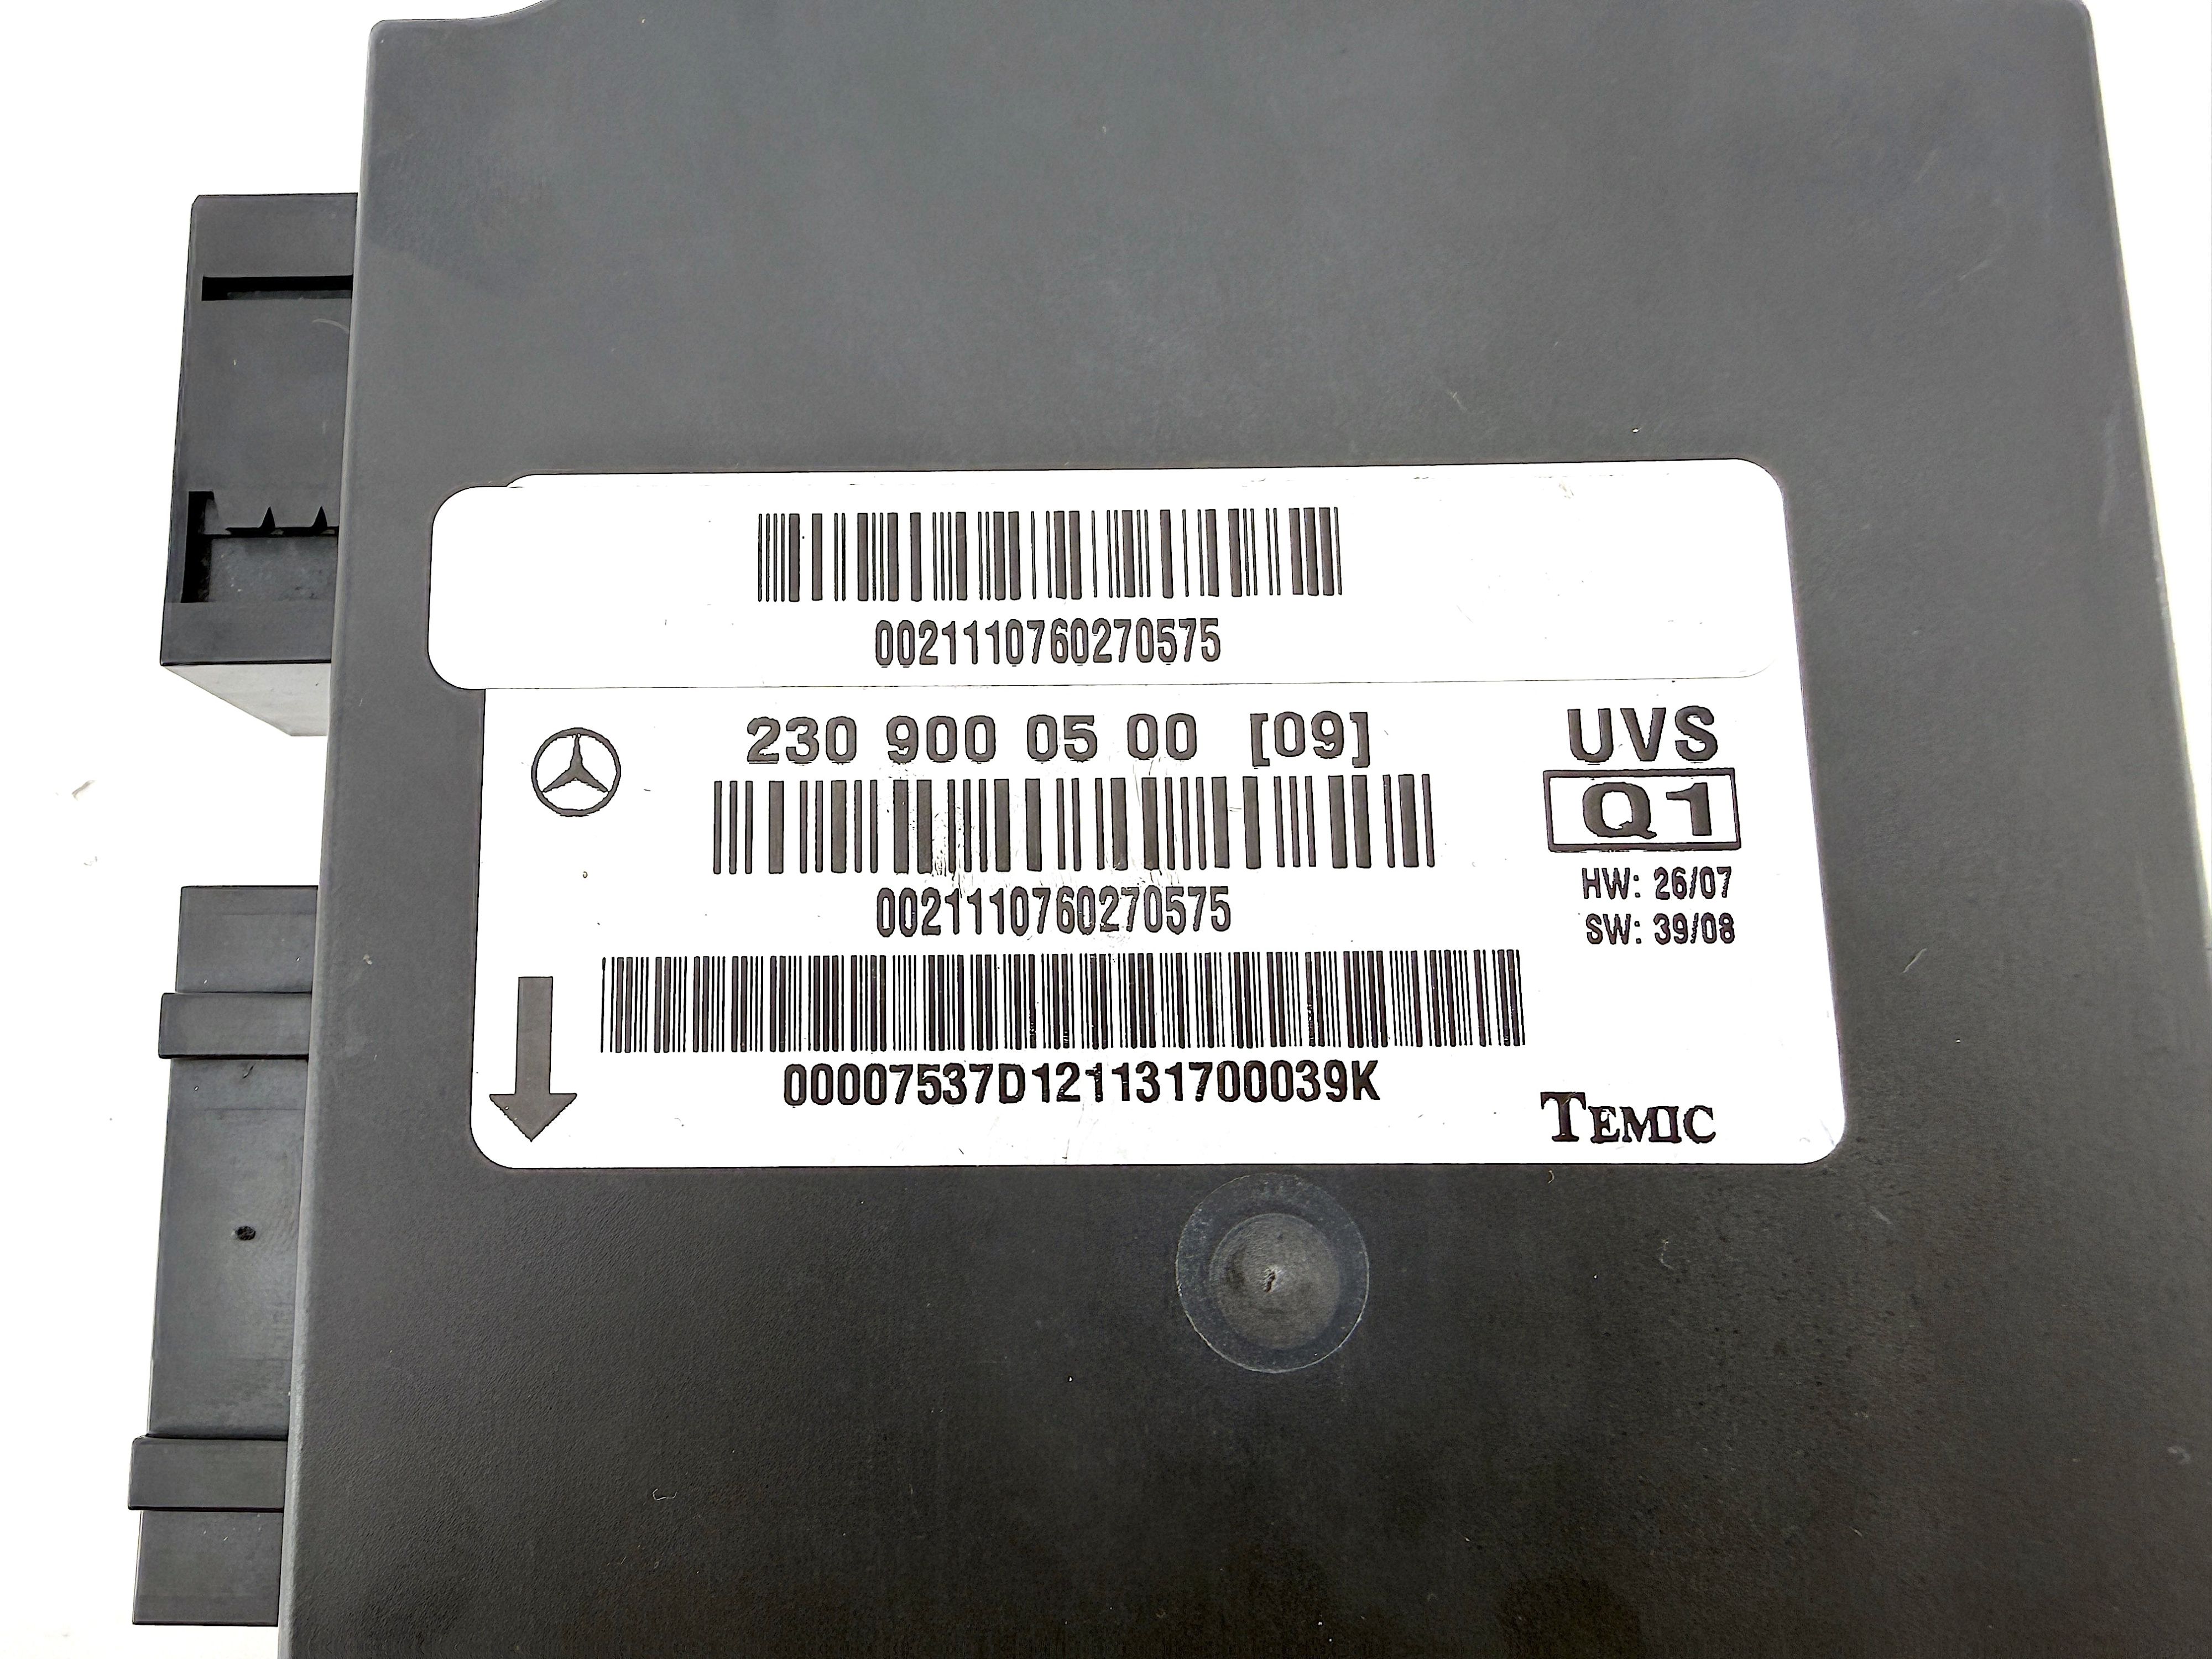 0021110760270575
230 900 05 00 [09]
UVS
Q1
HW: 26/07
SW: 39/08
0021110760270575
00007537D121131700039K
TEMIC